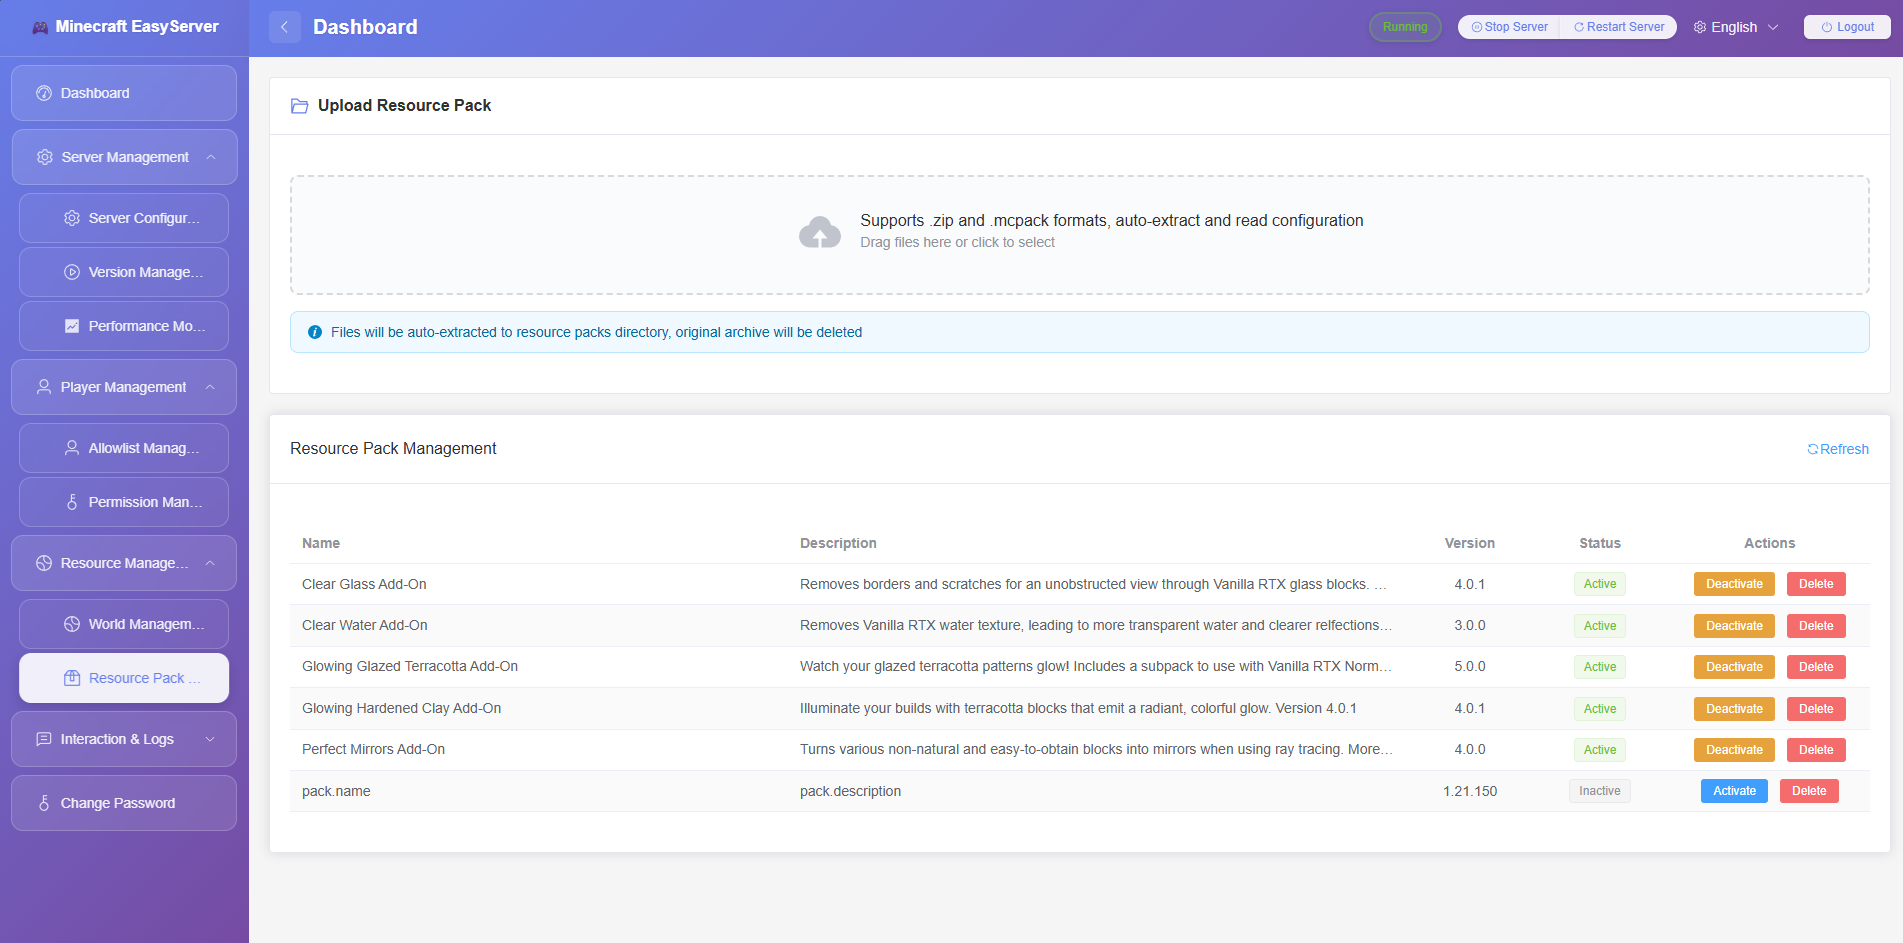 Minecraft EasyServer
Dashboard
Running
Stop Server
Restart Server
English
Logout
Dashboard
Server Management
Server Configur...
Version Manage...
Performance Mo...
Player Management
Allowlist Manag...
Permission Man...
Resource Manage...
World Managem...
Resource Pack ...
Interaction & Logs
Change Password
Upload Resource Pack
Supports .zip and .mcpack formats, auto-extract and read configuration
Drag files here or click to select
Files will be auto-extracted to resource packs directory, original archive will be deleted
Resource Pack Management
Refresh
Name Description Version Status Actions
Clear Glass Add-On Removes borders and scratches for an unobstructed view through Vanilla RTX glass blocks. ... 4.0.1 Active Deactivate Delete
Clear Water Add-On Removes Vanilla RTX water texture, leading to more transparent water and clearer relfections... 3.0.0 Active Deactivate Delete
Glowing Glazed Terracotta Add-On Watch your glazed terracotta patterns glow! Includes a subpack to use with Vanilla RTX Norm... 5.0.0 Active Deactivate Delete
Glowing Hardened Clay Add-On Illuminate your builds with terracotta blocks that emit a radiant, colorful glow. Version 4.0.1 4.0.1 Active Deactivate Delete
Perfect Mirrors Add-On Turns various non-natural and easy-to-obtain blocks into mirrors when using ray tracing. More... 4.0.0 Active Deactivate Delete
pack.name pack.description 1.21.150 Inactive Activate Delete